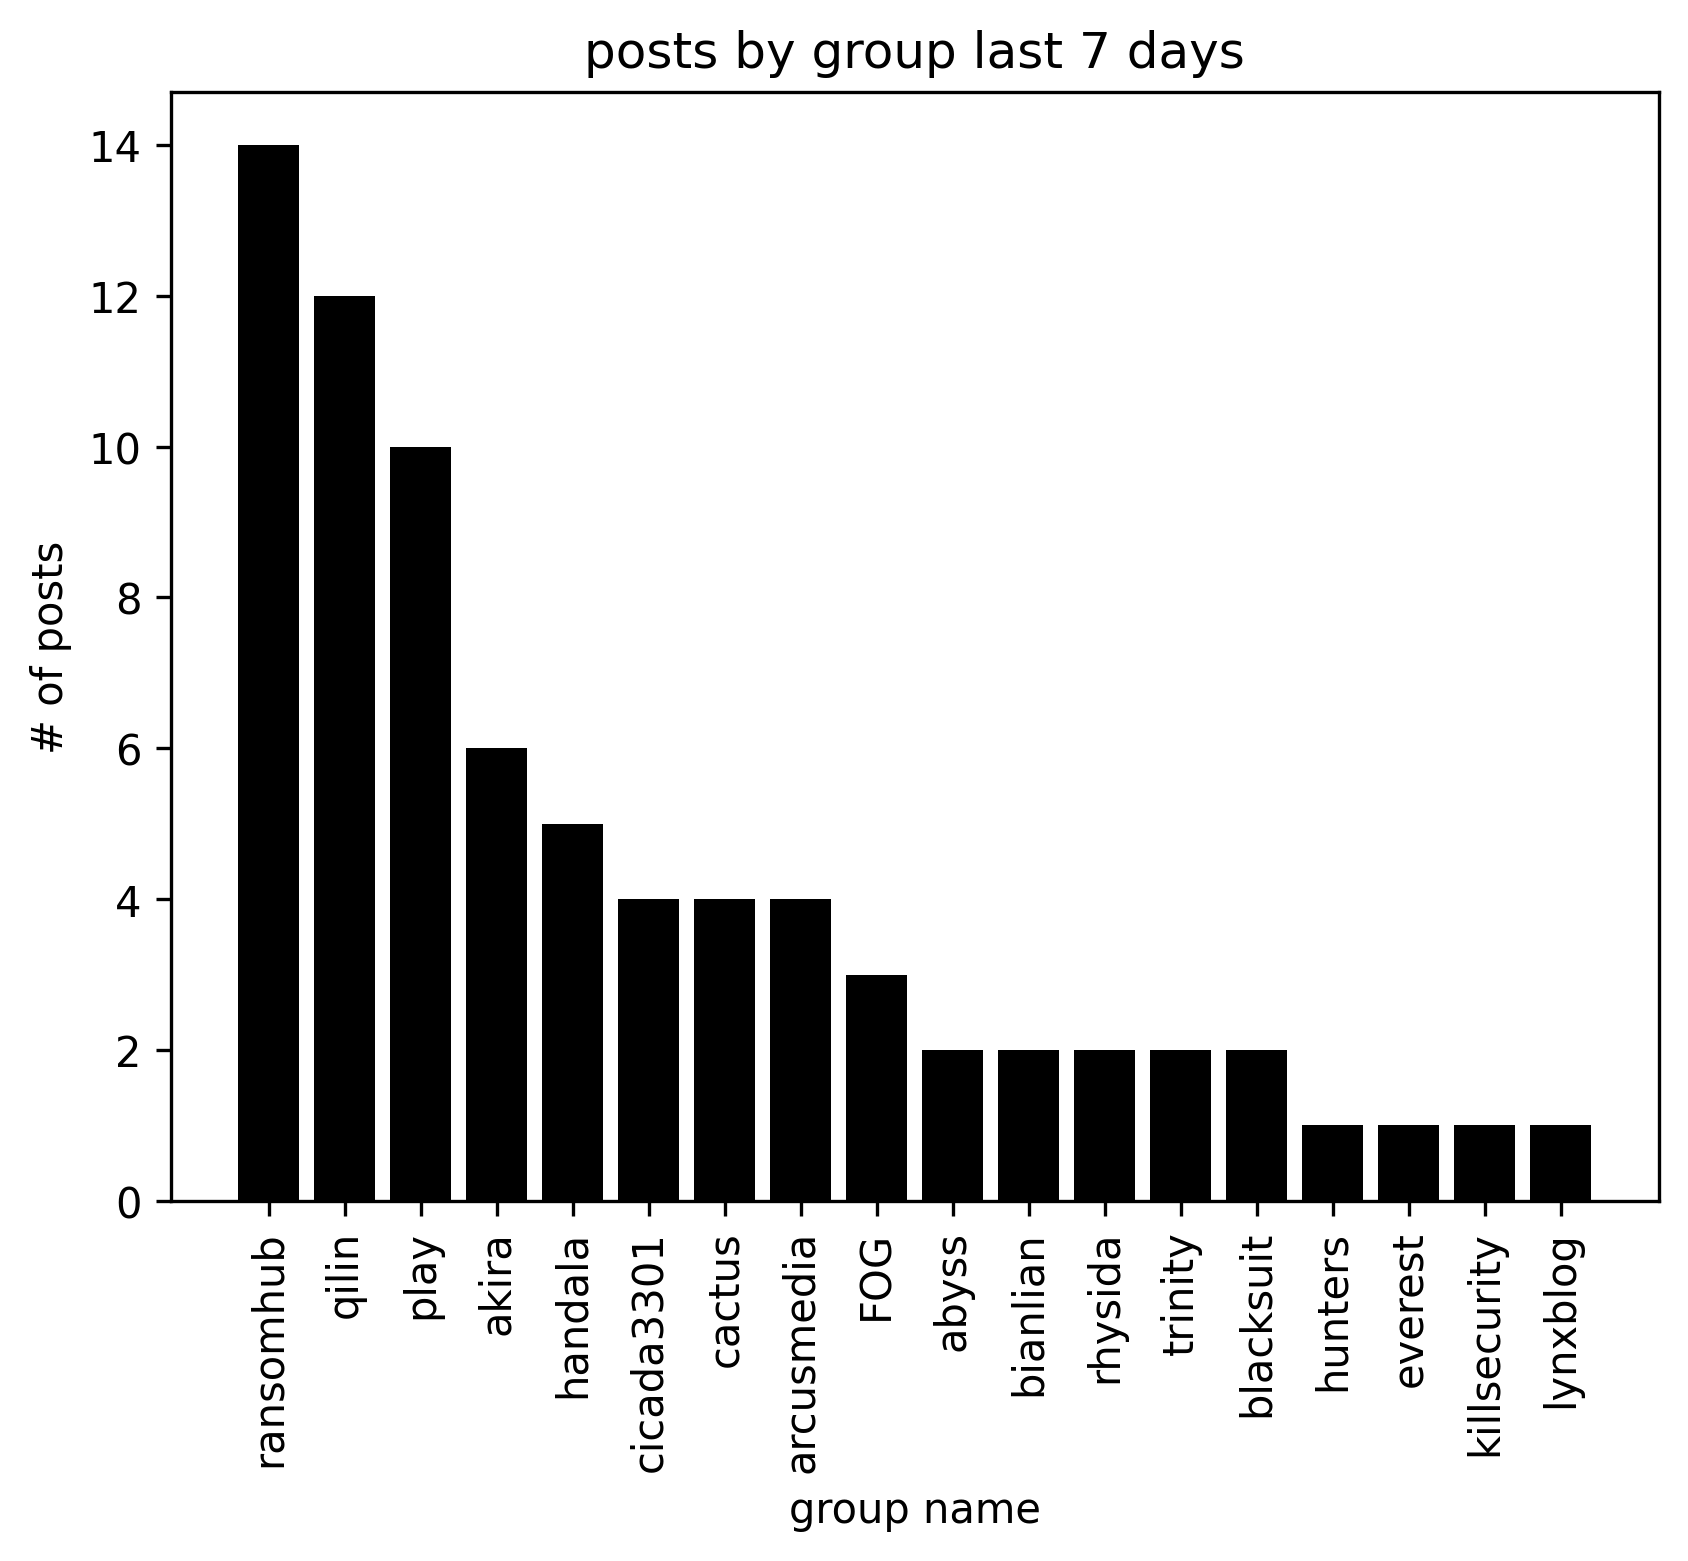 posts by group last 7 days
14
12
10
8
6
4
2
0
# of posts
ransomhub
qilin
play
akira
handala
cicada3301
cactus
arcusmedia
FOG
abyss
bianlian
rhysida
trinity
blacksuit
hunters
everest
killsecurity
lynxblog
group name